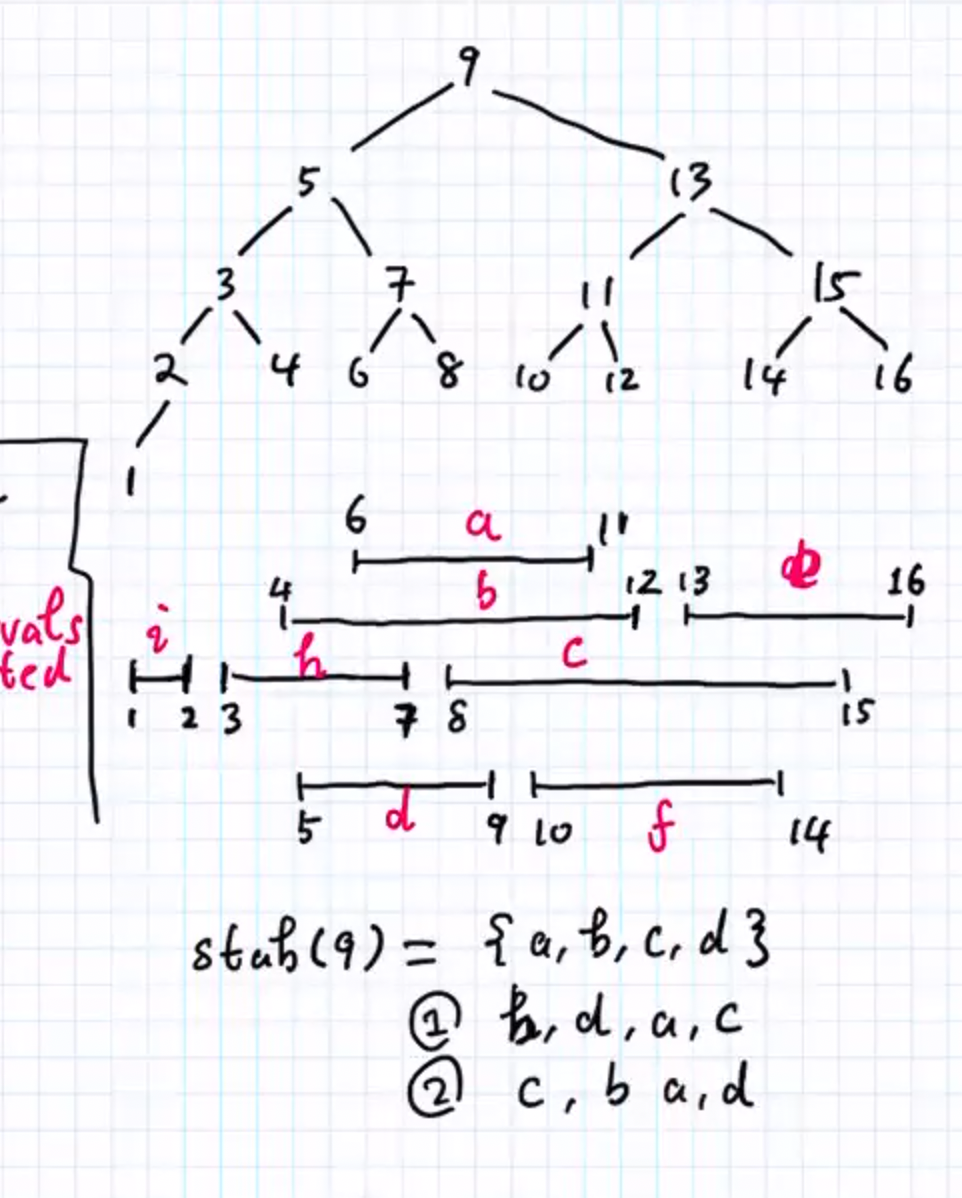 9
5 13
3 7 11 15
2 4 6 8 10 12 14 16
1
6 a 11
4 b 12 13 e 16
vals i h c
ted
1 2 3 7 8 15
d f
5 9 10 14
stab(9) = {a, b, c, d}
① b, d, a, c
② c, b a, d